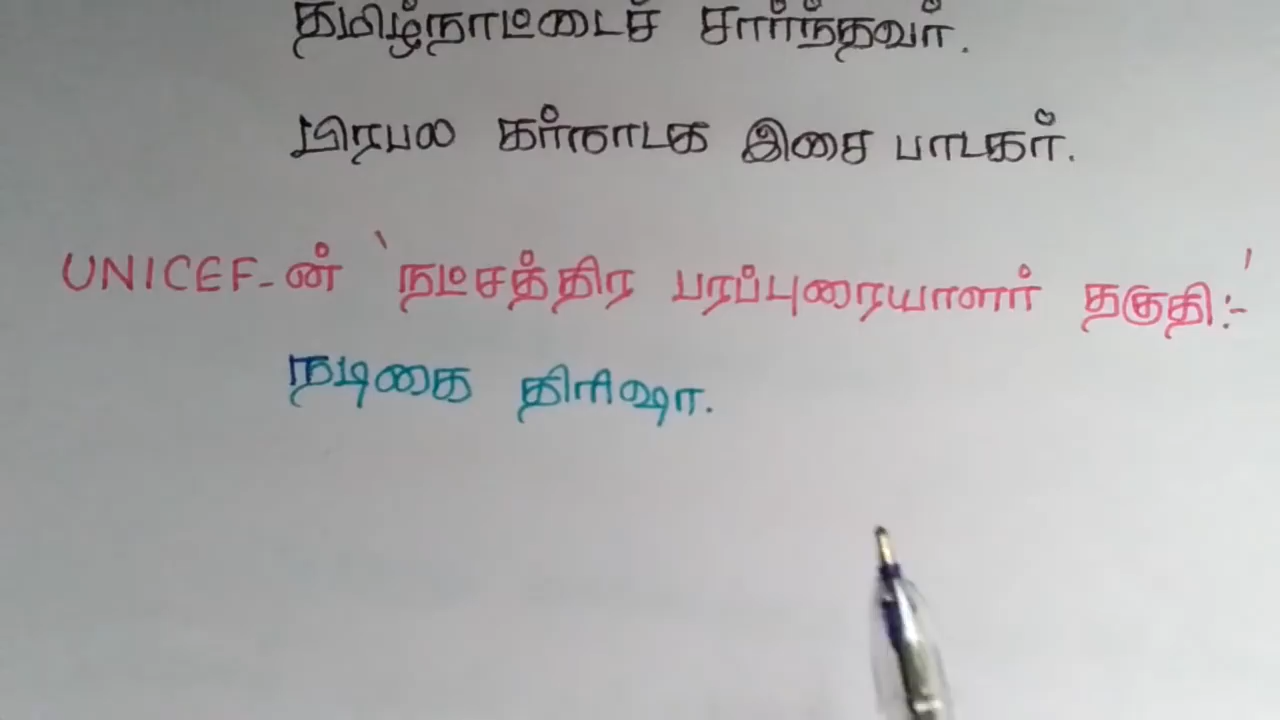 தமிழ்நாட்டைச் சார்ந்தவர்.
பிரபல கர்நாடக இசை பாடகர்.
UNICEF-ன் 'நட்சத்திர பரப்புரையாளர் தகுதி:-'
நடிகை திரிஷா.